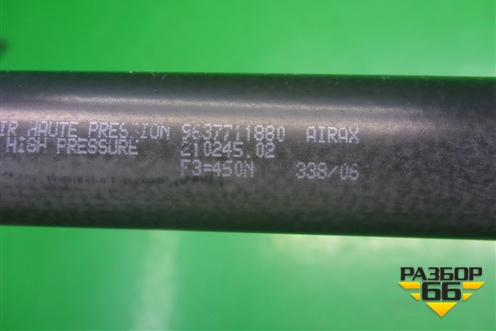 IR HAUTE PRESSION 9637711880 AIRAX
HIGH PRESSURE 210245.02
F3=450N 338/06
РАЗБОР
66